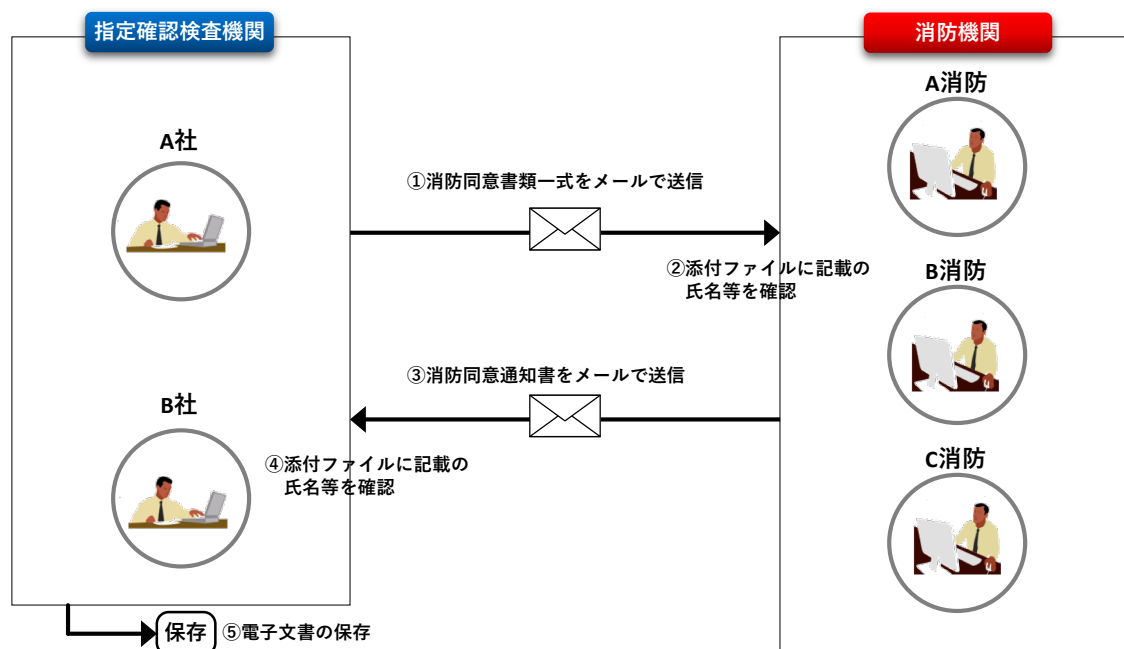 指定確認検査機関
消防機関
A社
A消防
①消防同意書類一式をメールで送信
②添付ファイルに記載の
氏名等を確認
B消防
③消防同意通知書をメールで送信
B社
④添付ファイルに記載の
氏名等を確認
C消防
保存
⑤電子文書の保存